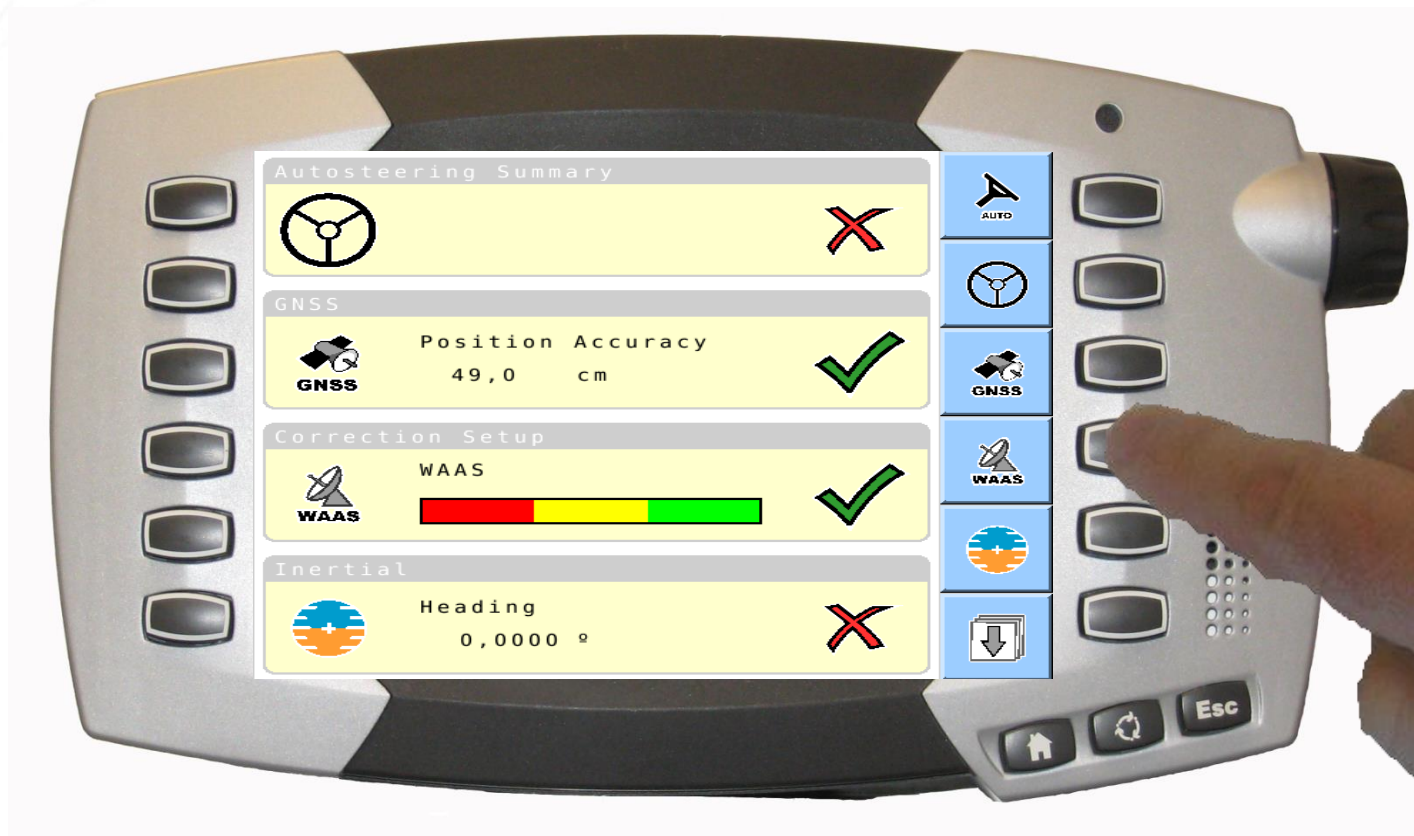 Autosteering Summary
AUTO
GNSS
Position Accuracy
49,0 cm
GNSS
GNSS
Correction Setup
WAAS
WAAS
WAAS
Inertial
Heading
0,0000 º
Esc